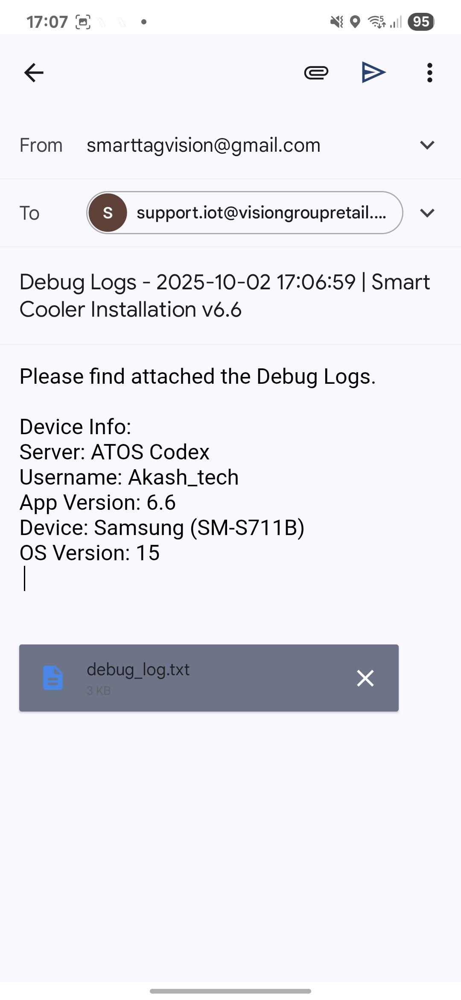 17:07
5
95
From smarttagvision@gmail.com
To S support.iot@visiongroupretail....
Debug Logs - 2025-10-02 17:06:59 | Smart
Cooler Installation v6.6
Please find attached the Debug Logs.
Device Info:
Server: ATOS Codex
Username: Akash_tech
App Version: 6.6
Device: Samsung (SM-S711B)
OS Version: 15
debug_log.txt
3 KB